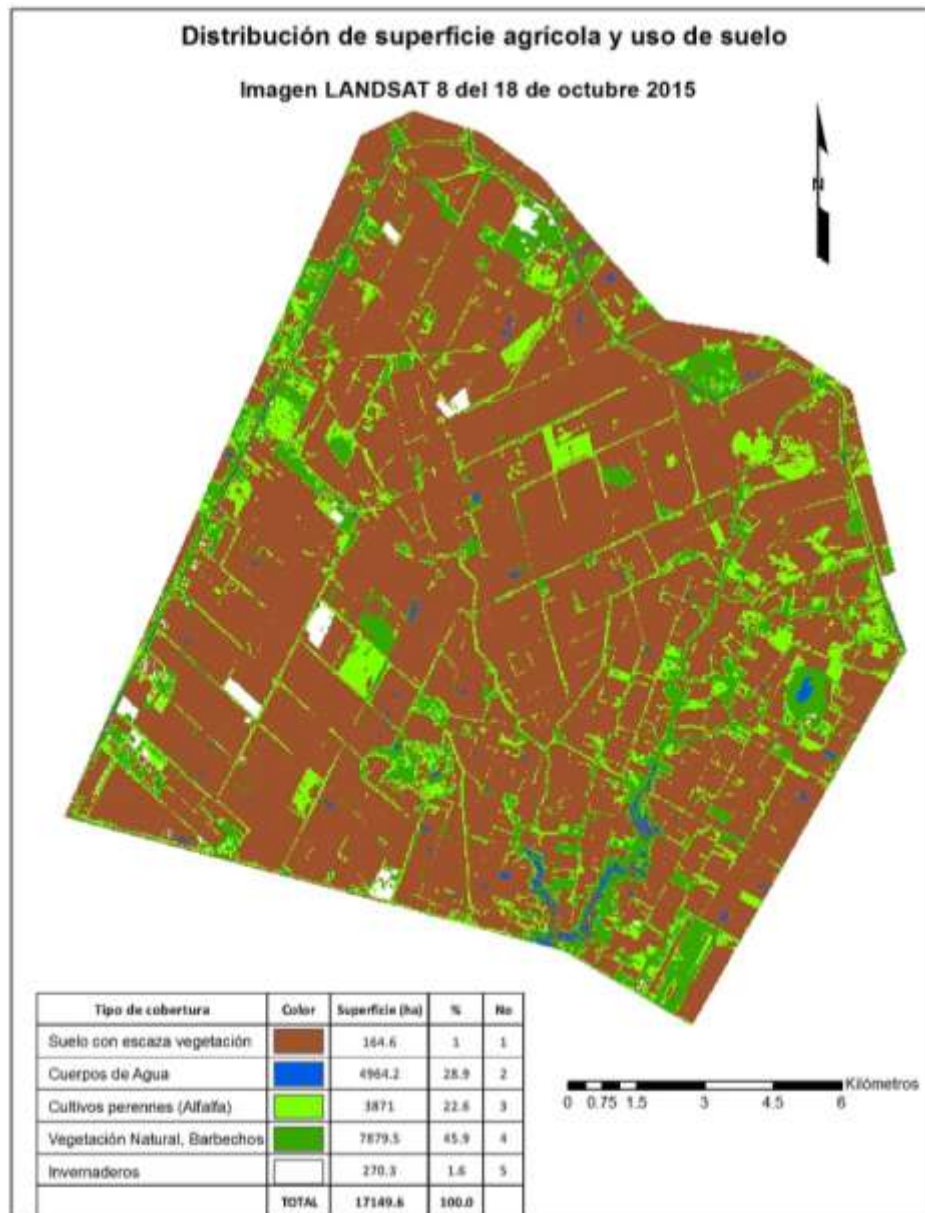 Distribución de superficie agrícola y uso de suelo
Imagen LANDSAT 8 del 18 de octubre 2015
N
Tipo de cobertura Color Superficie (ha) % No
Suelo con escaza vegetación 164.6 1 1
Cuerpos de Agua 4964.2 28.9 2
Cultivos perennes (Alfalfa) 3871 22.6 3
Vegetación Natural, Barbechos 7879.5 45.9 4
Invernaderos 270.3 1.6 5
TOTAL 17149.6 100.0
Kilómetros
0 0.75 1.5 3 4.5 6